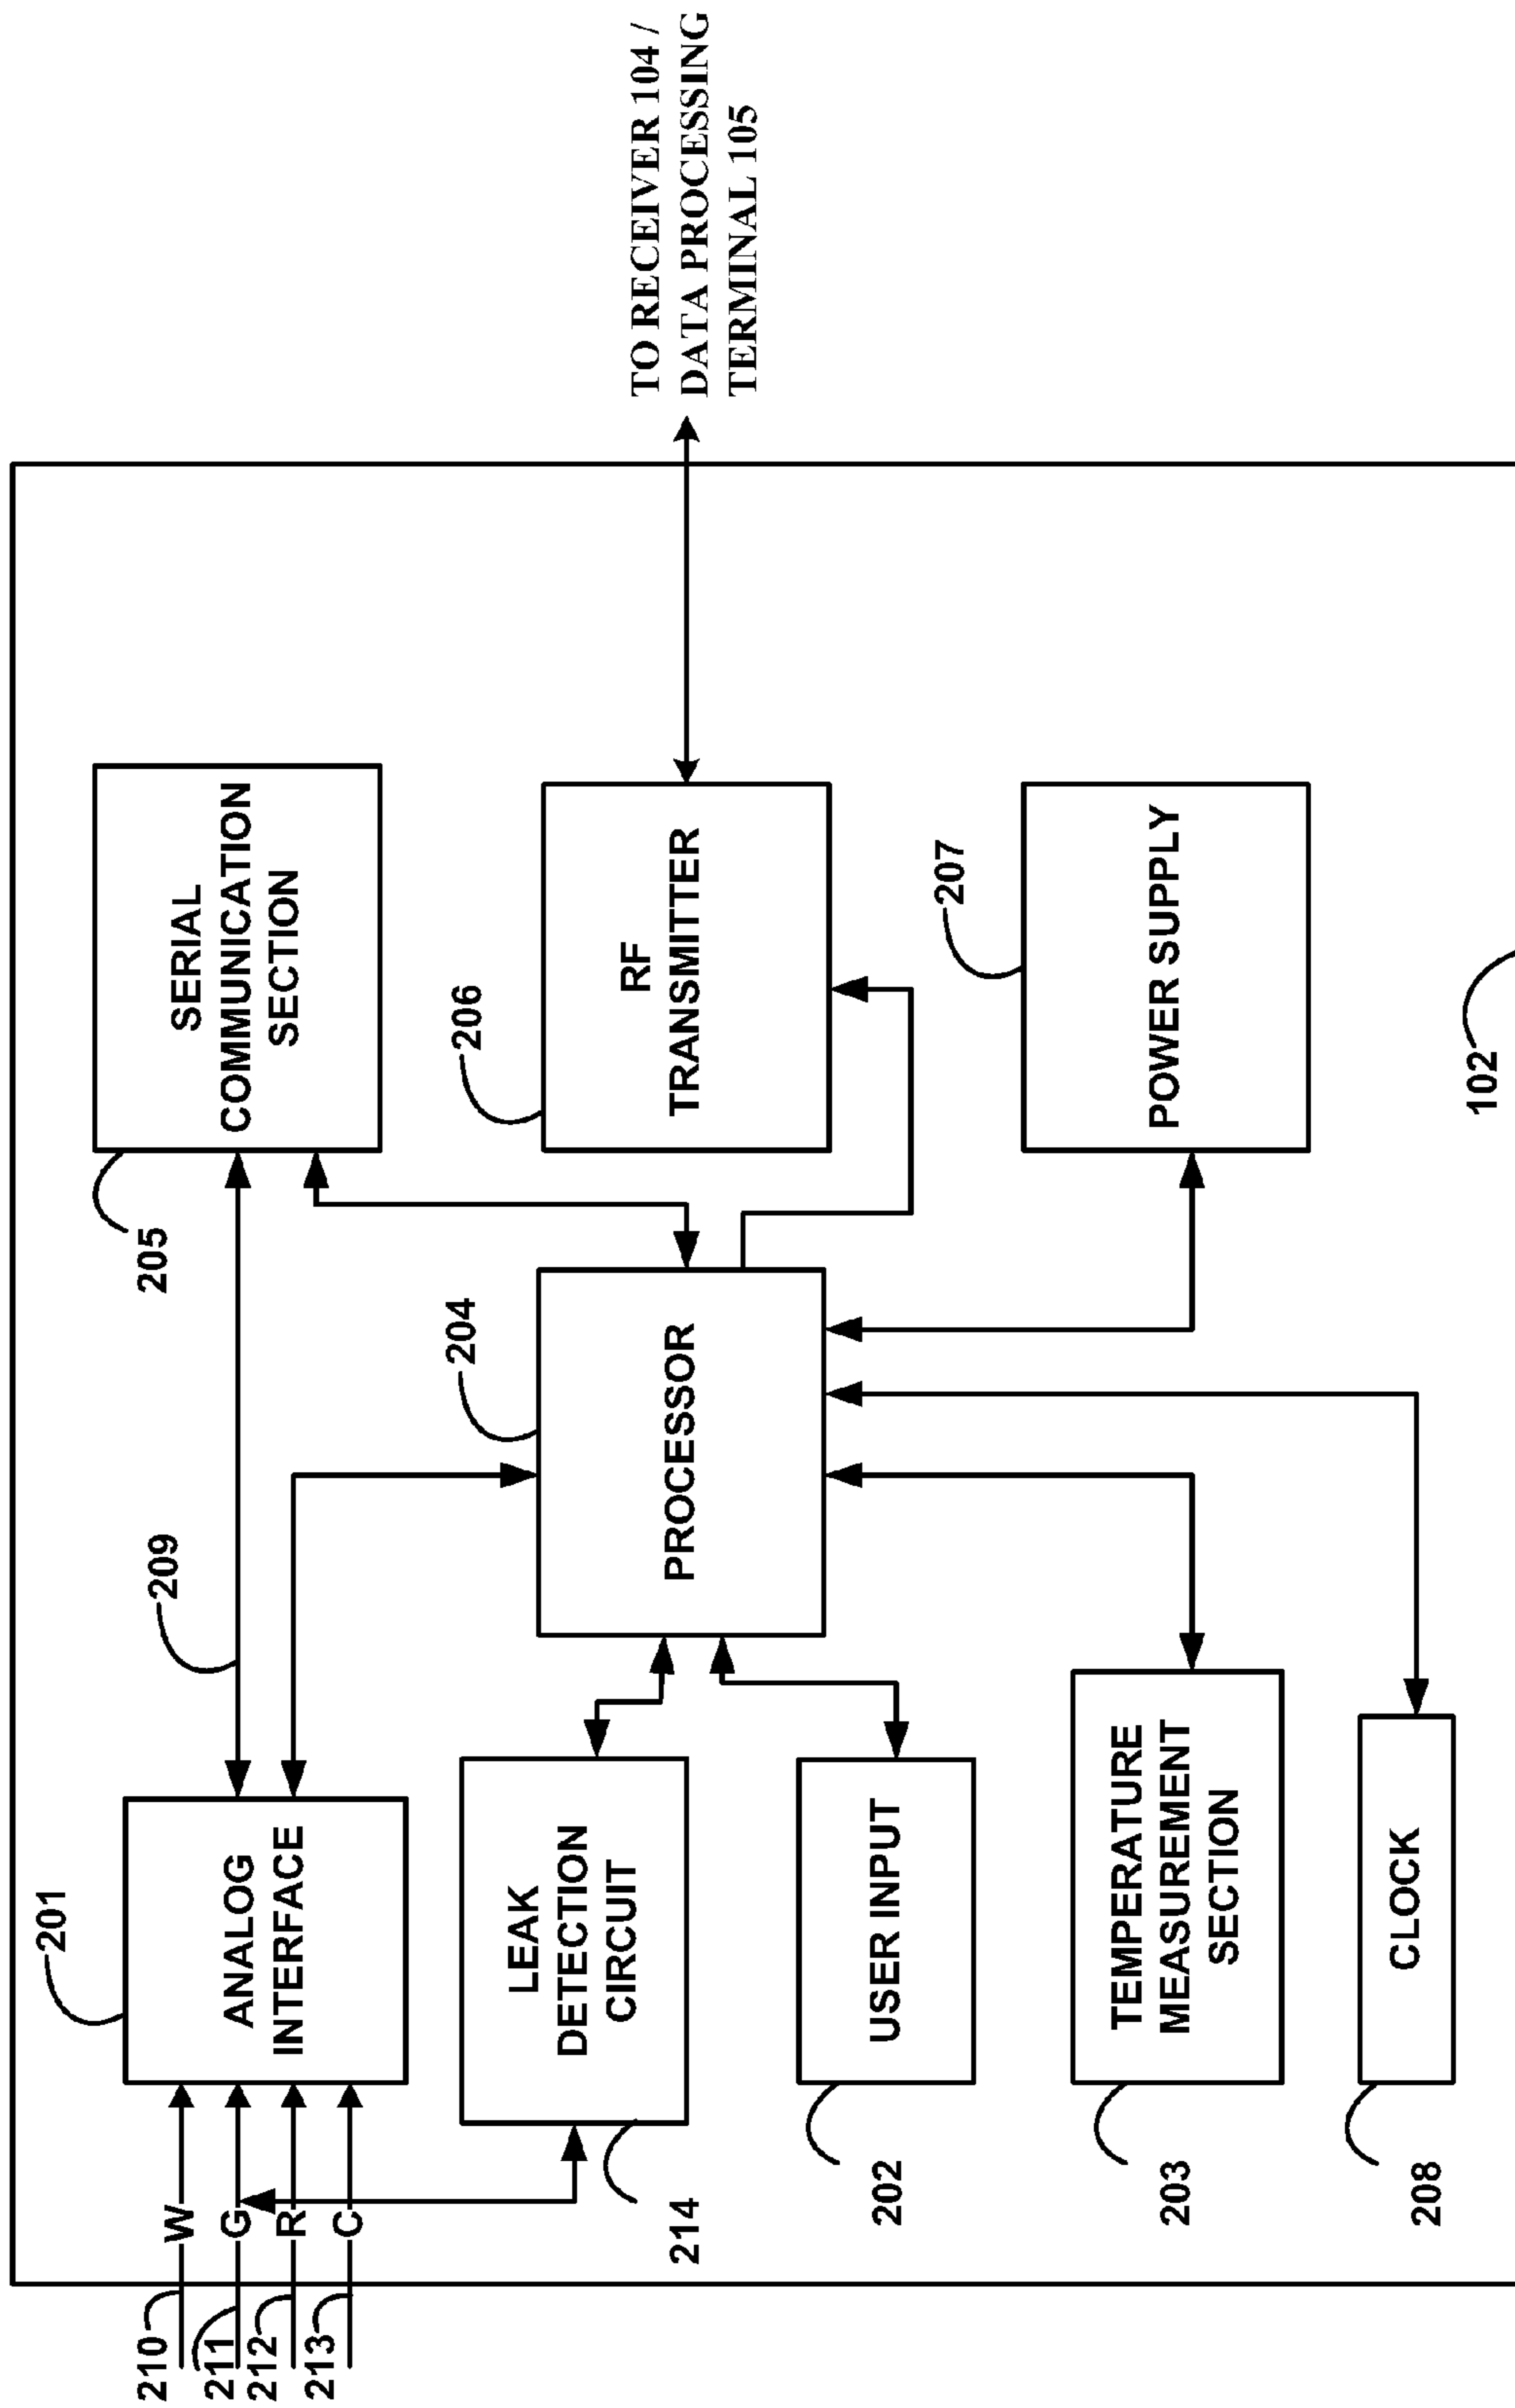 210
W
211
G
212
R
213
C
201
ANALOG
INTERFACE
209
205
SERIAL
COMMUNICATION
SECTION
214
LEAK
DETECTION
CIRCUIT
204
PROCESSOR
206
RF
TRANSMITTER
TO RECEIVER 104 /
DATA PROCESSING
TERMINAL 105
202
USER INPUT
207
POWER SUPPLY
203
TEMPERATURE
MEASUREMENT
SECTION
208
CLOCK
102